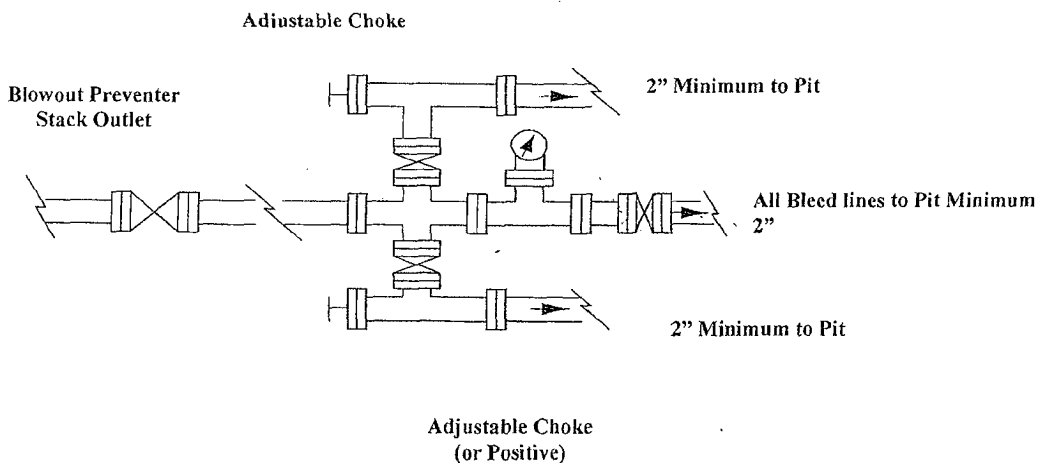 Adjustable Choke
Blowout Preventer
Stack Outlet
2” Minimum to Pit
All Bleed lines to Pit Minimum
2”
2” Minimum to Pit
Adjustable Choke
(or Positive)